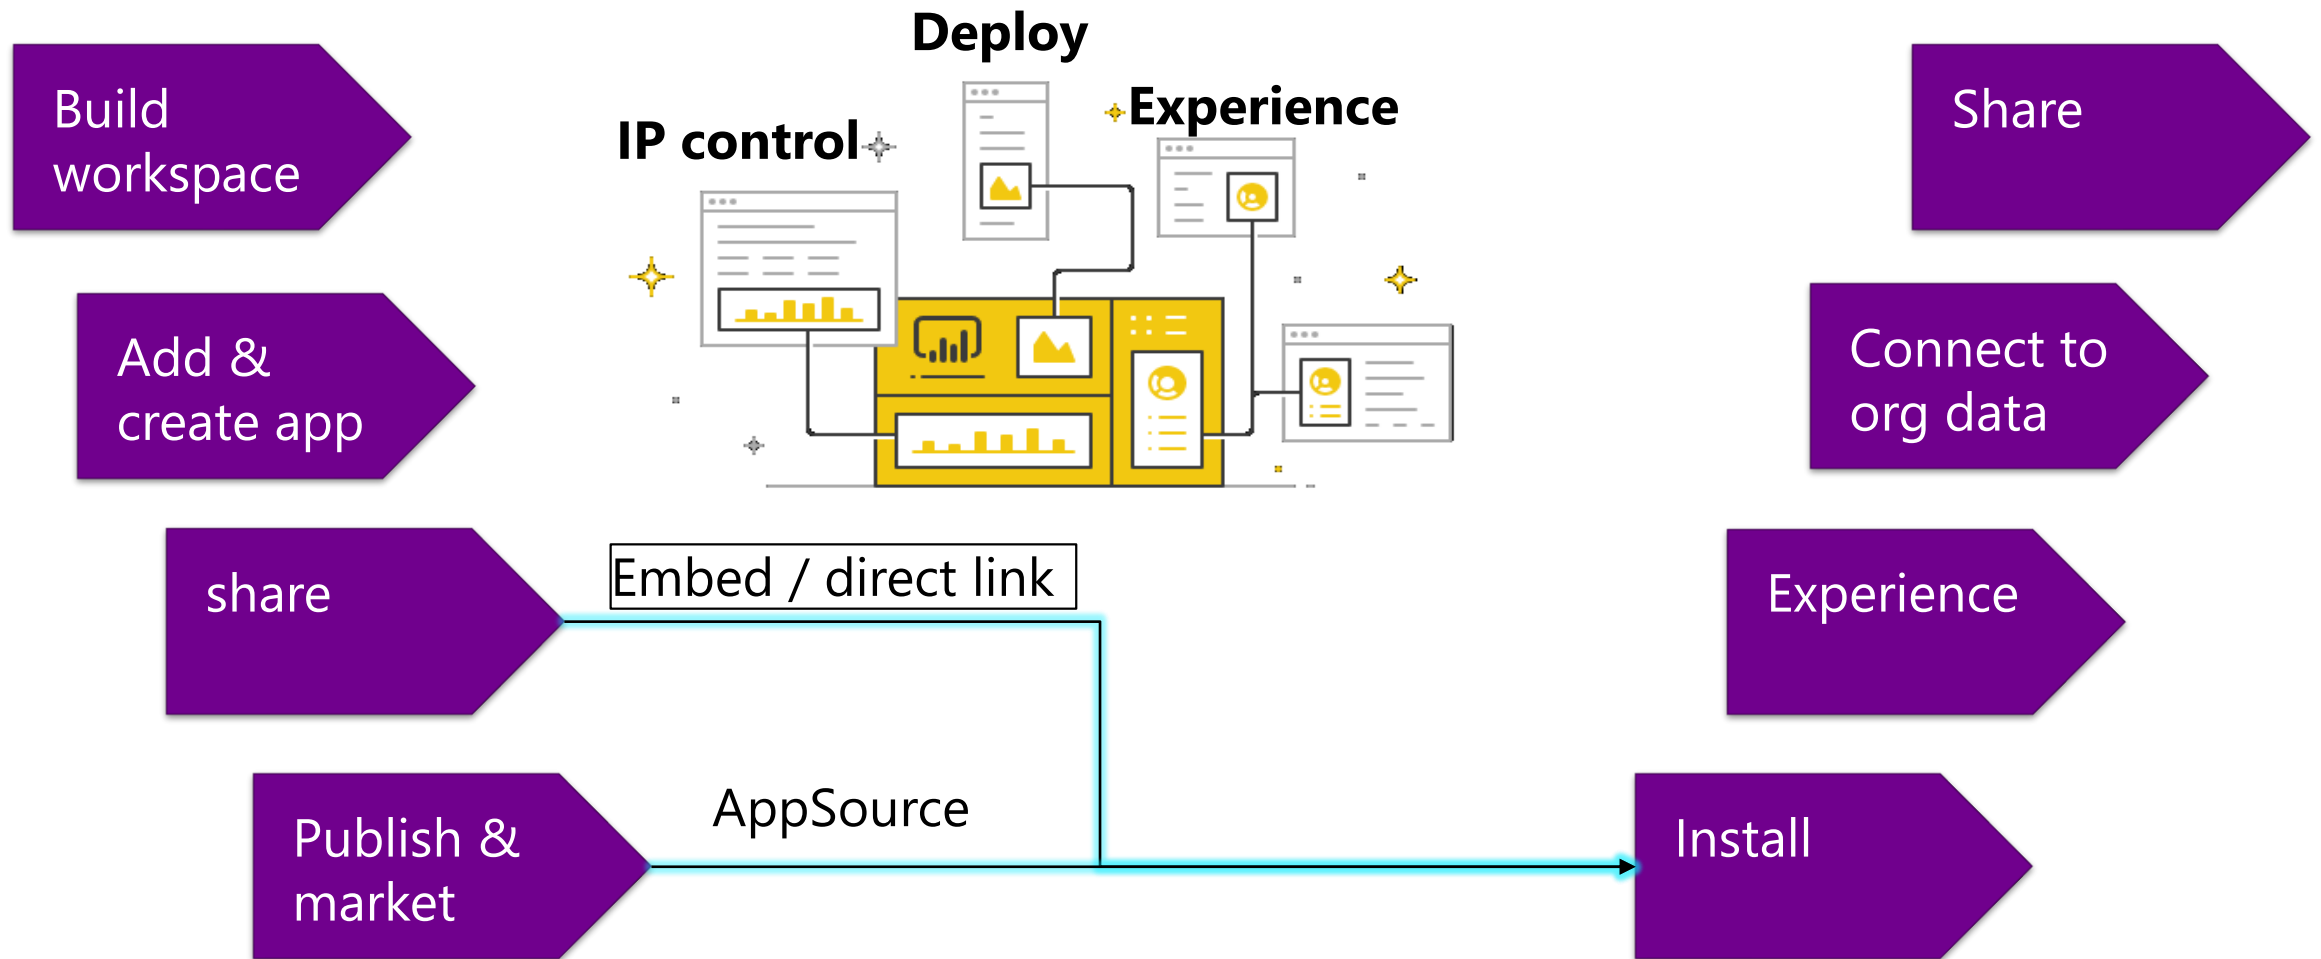 Deploy
Build
workspace
IP control
Experience
Share
Add &
create app
Connect to
org data
share
Embed / direct link
Experience
Publish &
market
AppSource
Install